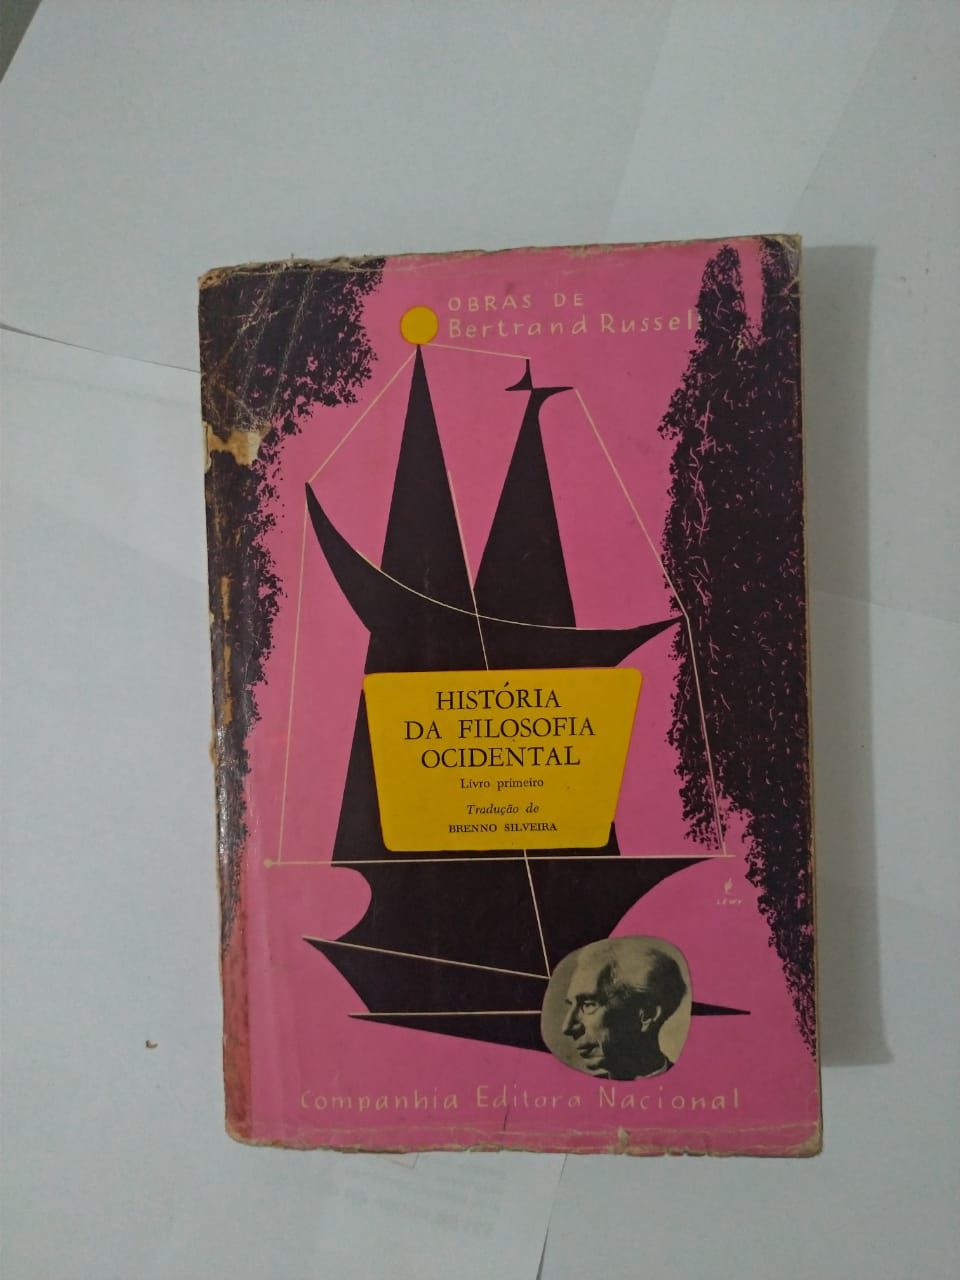 OBRAS DE
Bertrand Russel
HISTÓRIA
DA FILOSOFIA
OCIDENTAL
Livro primeiro
Tradução de
BRENNO SILVEIRA
LEWY
Companhia Editora Nacional